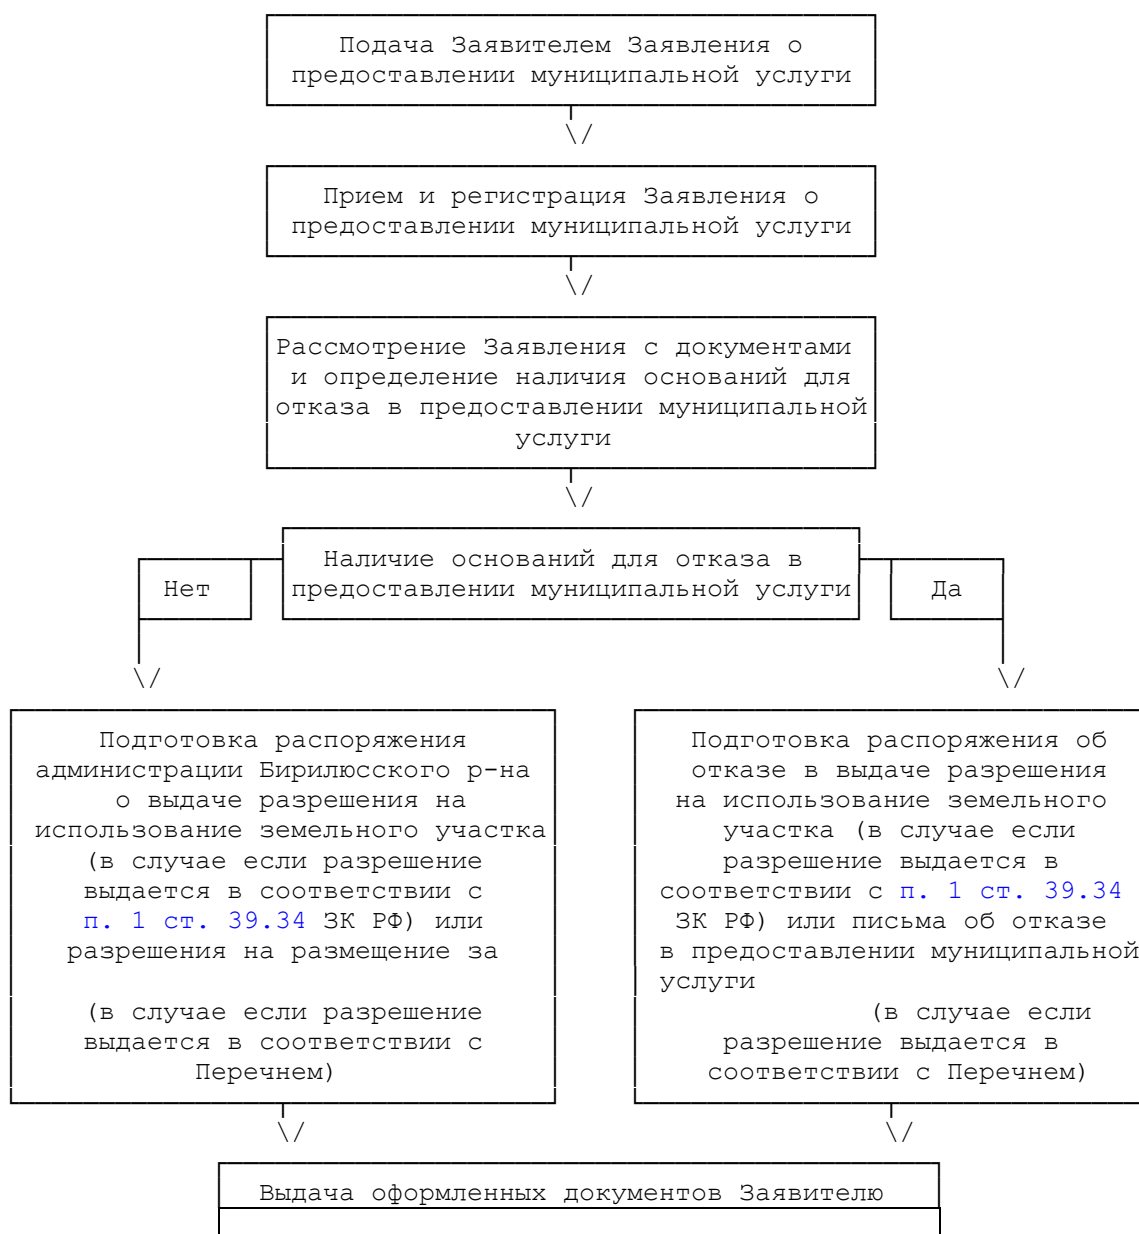 Подача Заявителем Заявления о
предоставлении муниципальной услуги
\/
Прием и регистрация Заявления о
предоставлении муниципальной услуги
\/
Рассмотрение Заявления с документами
и определение наличия оснований для
отказа в предоставлении муниципальной
услуги
\/
Наличие оснований для отказа в
предоставлении муниципальной услуги
Нет
Да
\/
\/
Подготовка распоряжения
администрации Бирилюсского р-на
о выдаче разрешения на
использование земельного участка
(в случае если разрешение
выдается в соответствии с
п. 1 ст. 39.34 ЗК РФ) или
разрешения на размещение за
(в случае если разрешение
выдается в соответствии с
Перечнем)
Подготовка распоряжения об
отказе в выдаче разрешения
на использование земельного
участка (в случае если
разрешение выдается в
соответствии с п. 1 ст. 39.34
ЗК РФ) или письма об отказе
в предоставлении муниципальной
услуги
(в случае если
разрешение выдается в
соответствии с Перечнем)
\/
\/
Выдача оформленных документов Заявителю